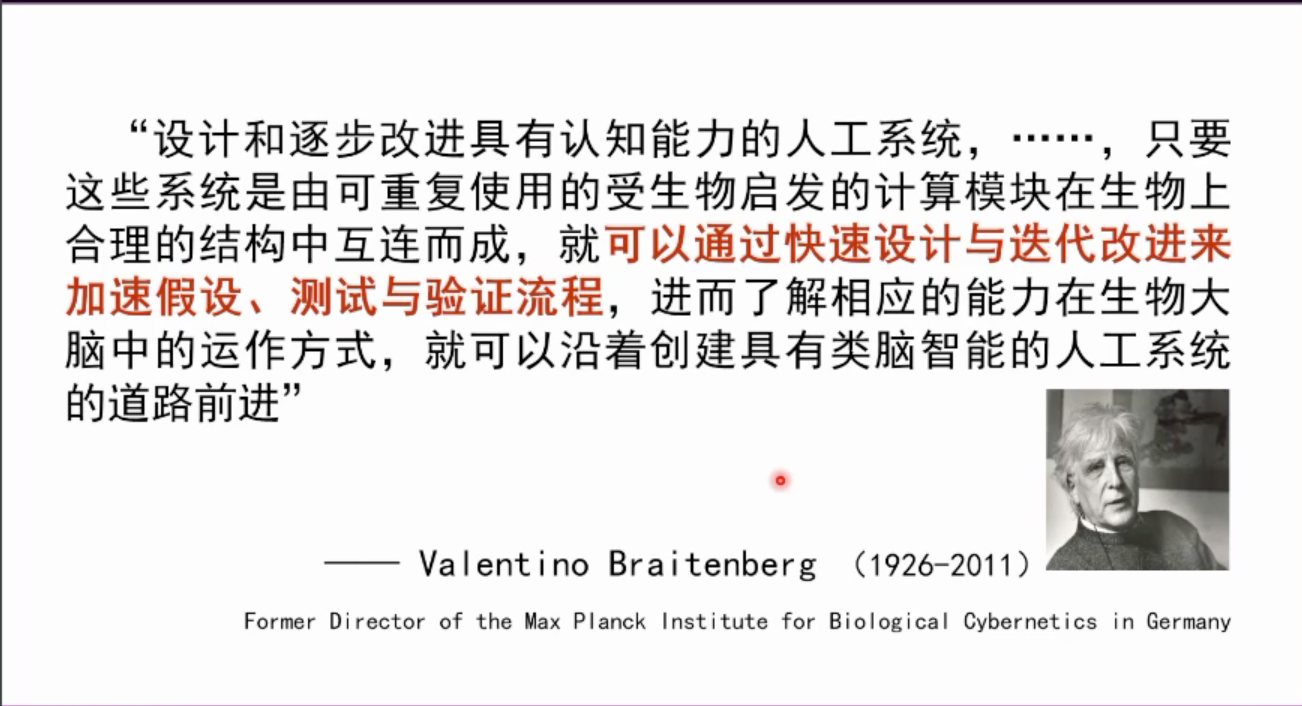 “设计和逐步改进具有认知能力的人工系统，……，只要
这些系统是由可重复使用的受生物启发的计算模块在生物上
合理的结构中互连而成，就可以通过快速设计与迭代改进来
加速假设、测试与验证流程，进而了解相应的能力在生物大
脑中的运作方式，就可以沿着创建具有类脑智能的人工系统
的道路前进”
—— Valentino Braitenberg （1926-2011）
Former Director of the Max Planck Institute for Biological Cybernetics in Germany